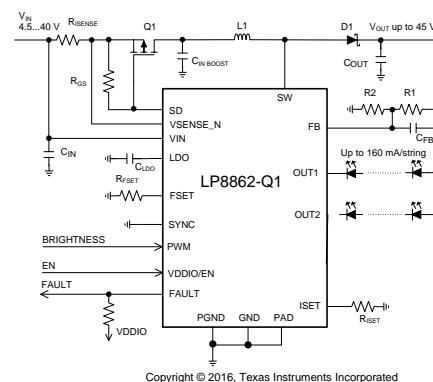 VIN
4.5...40 V
RISENSE
Q1
L1
D1
VOUT up to 45 V
RGS
CIN BOOST
COUT
SW
R2
R1
SD
VSENSE_N
FB
VIN
CFB
CIN
LDO
CLDO
Up to 160 mA/string
RFSET
LP8862-Q1
OUT1
FSET
SYNC
OUT2
BRIGHTNESS
PWM
EN
VDDIO/EN
FAULT
FAULT
ISET
RISET
VDDIO
PGND
GND
PAD
Copyright © 2016, Texas Instruments Incorporated